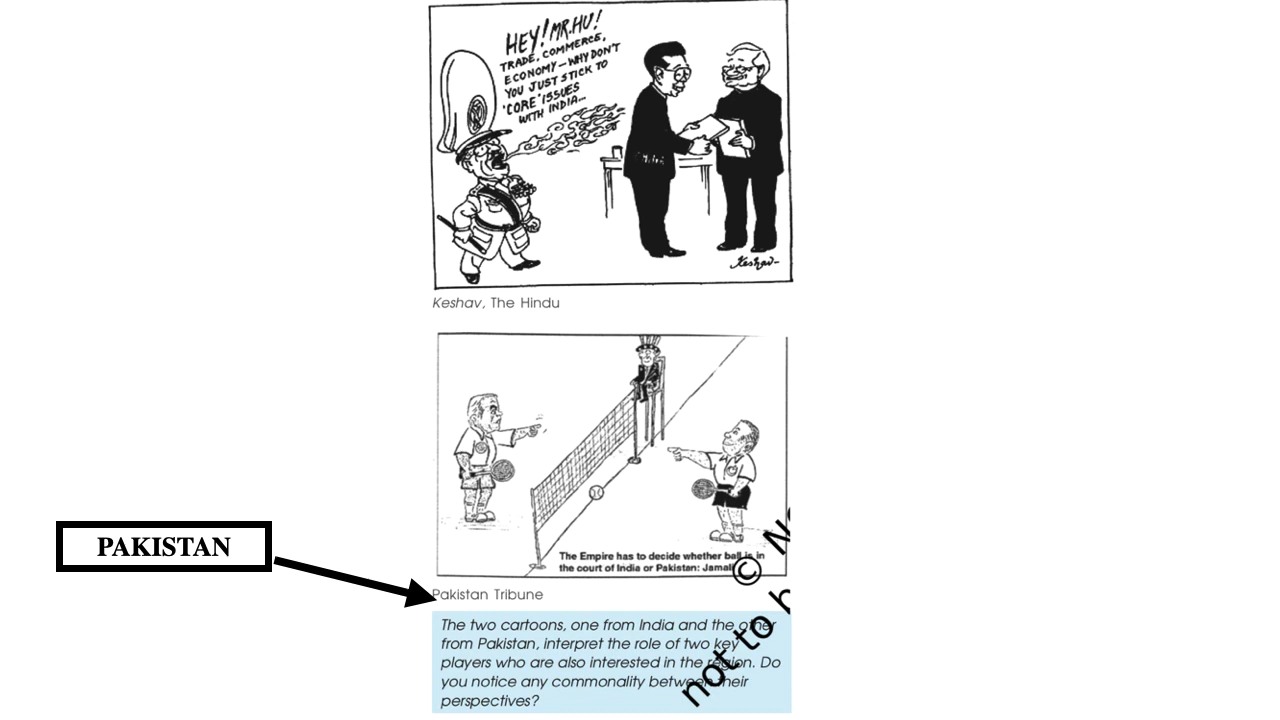 HEY! MR. HU!
TRADE, COMMERCE,
ECONOMY – WHY DON'T
YOU JUST STICK TO
'CORE' ISSUES
WITH INDIA...
CHINA
Keshav-
Keshav, The Hindu
The Empire has to decide whether ball is in
the court of India or Pakistan: Jamali
PAKISTAN
Pakistan Tribune
The two cartoons, one from India and the other
from Pakistan, interpret the role of two key
players who are also interested in the region. Do
you notice any commonality between their
perspectives?
©
not to